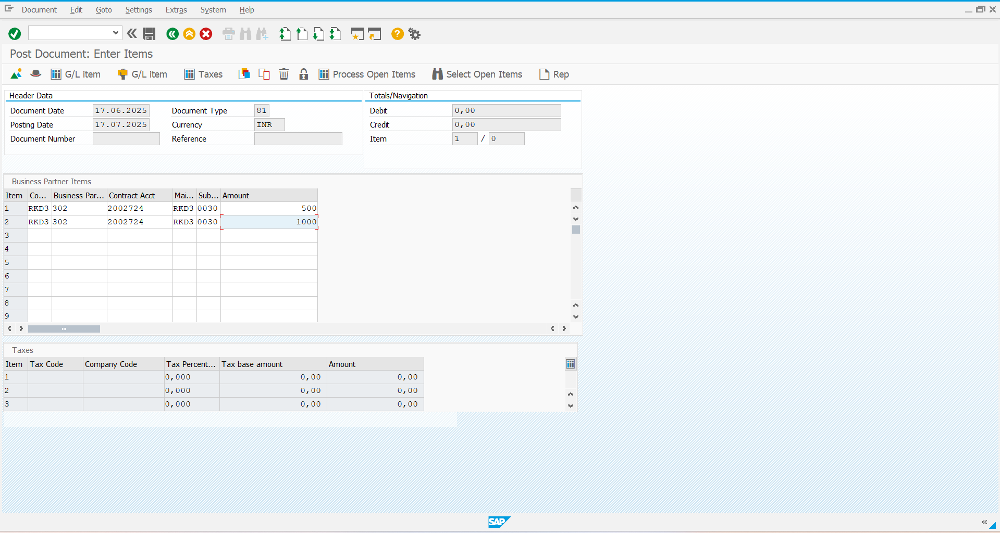 Document Edit Goto Settings Extras System Help
Post Document: Enter Items
G/L item G/L item Taxes Process Open Items Select Open Items Rep
Header Data
Document Date 17.06.2025 Document Type 81
Posting Date 17.07.2025 Currency INR
Document Number Reference
Totals/Navigation
Debit 0,00
Credit 0,00
Item 1 / 0
Business Partner Items
Item Co... Business Par... Contract Acct Mai... Sub... Amount
1 RKD3 302 2002724 RKD3 0030 500
2 RKD3 302 2002724 RKD3 0030 1000
3
4
5
6
7
8
9
Taxes
Item Tax Code Company Code Tax Percent... Tax base amount Amount
1 0,000 0,00 0,00
2 0,000 0,00 0,00
3 0,000 0,00 0,00
SAP